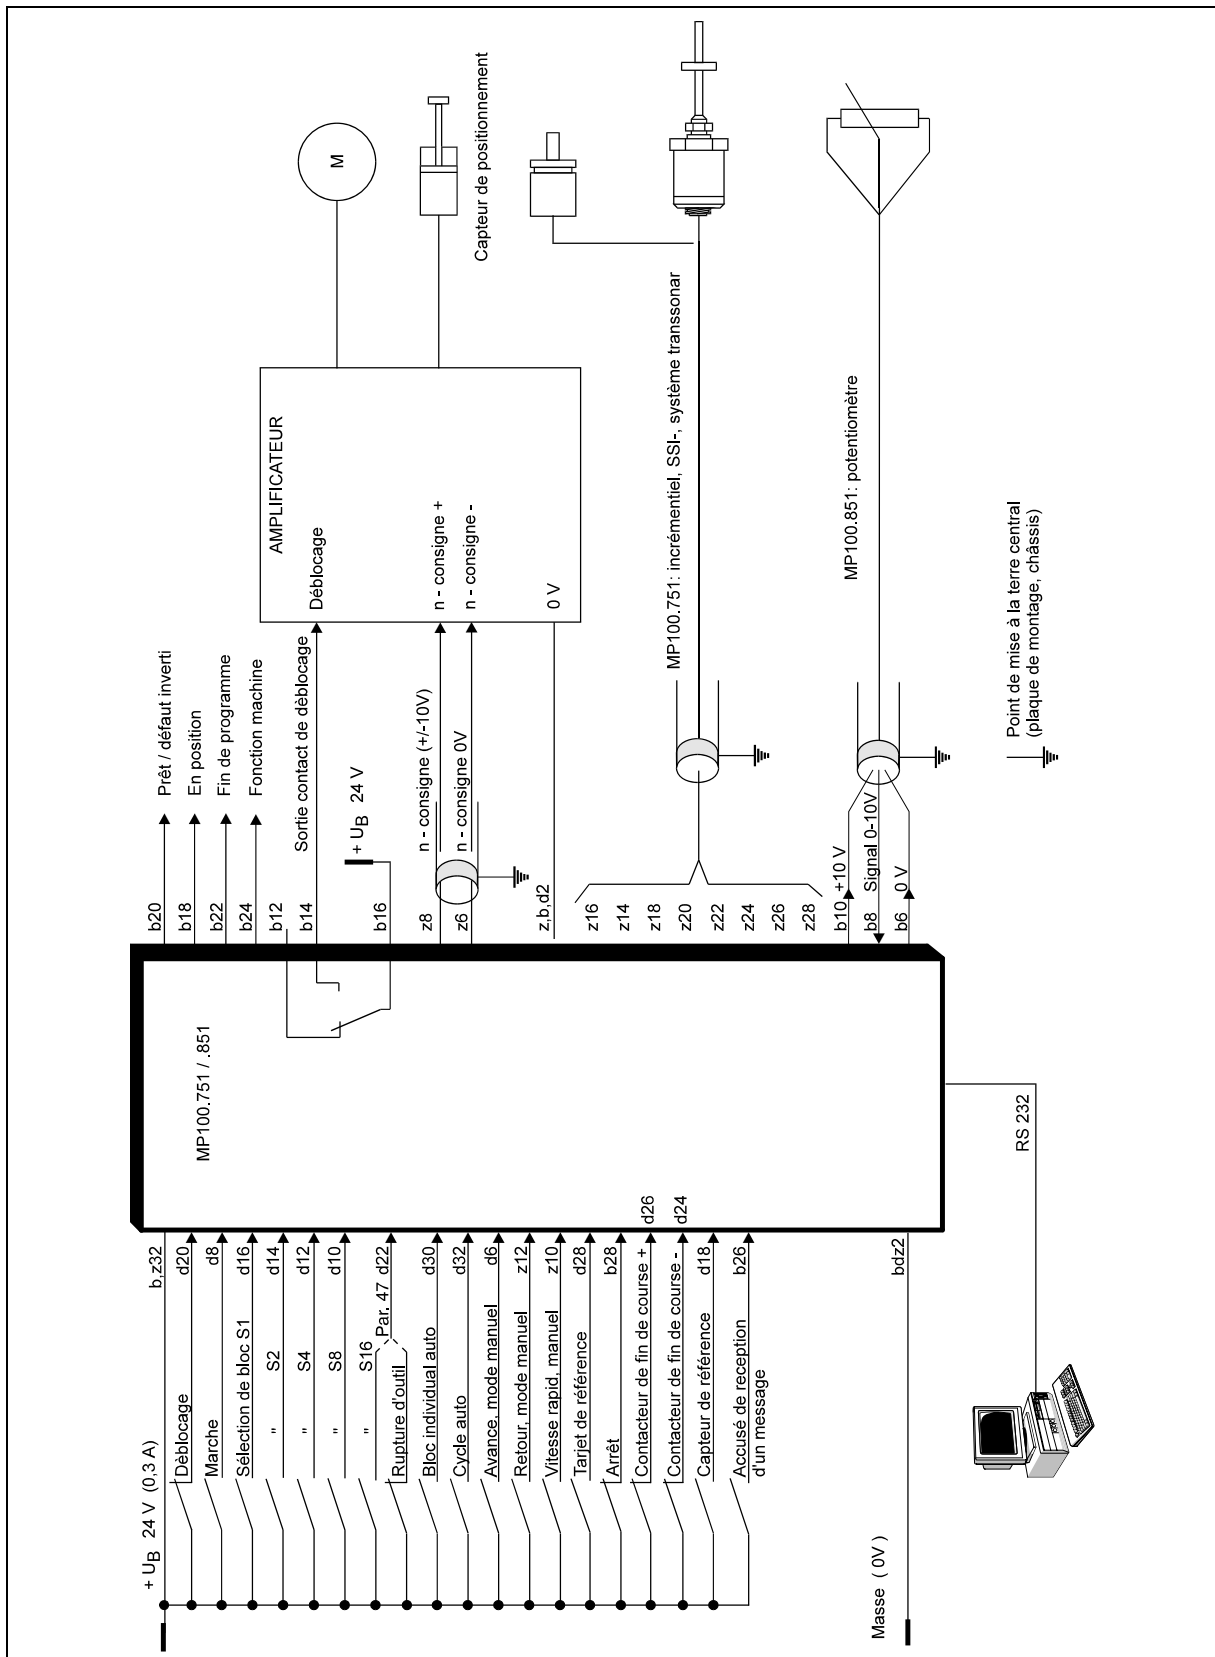 + UB 24 V (0,3 A)
b,z32
Dèblocage
d20
Marche
d8
Sélection de bloc S1
d16
" S2
d14
" S4
d12
" S8
d10
" S16
Par. 47
d22
Rupture d'outil
Bloc individual auto
d30
Cycle auto
d32
Avance, mode manuel
d6
Retour, mode manuel
z12
Vitesse rapid, manuel
z10
Tarjet de référence
d28
Arrêt
b28
Contacteur de fin de course +
d26
Contacteur de fin de course -
d24
Capteur de référence
d18
Accusé de reception
d'un message
b26
Masse ( 0V )
bdz2
RS 232
MP100.751 / .851
b20
Prêt / défaut inverti
b18
En position
b22
Fin de programme
b24
Fonction machine
b12
b14
Sortie contact de dèblocage
b16
+ UB 24 V
z8
n - consigne (+/-10V)
z6
n - consigne 0V
z,b,d2
z16
z14
z18
z20
z22
z24
z26
z28
b10 +10 V
b8 Signal 0-10V
b6 0 V
AMPLIFICATEUR
Déblocage
n - consigne +
n - consigne -
0 V
M
Capteur de positionnement
MP100.751: incrémentiel, SSI-, système transsonar
MP100.851: potentiomètre
Point de mise à la terre central
(plaque de montage, châssis)